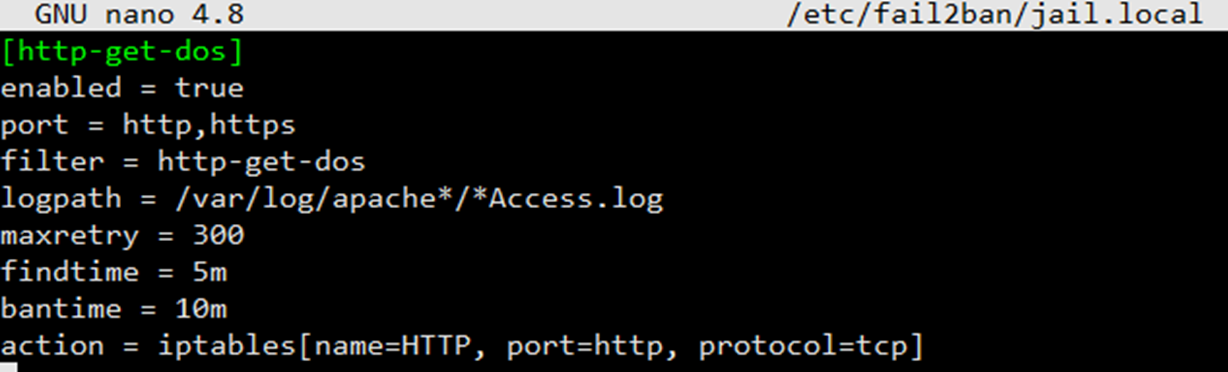 GNU nano 4.8 /etc/fail2ban/jail.local
[http-get-dos]
enabled = true
port = http,https
filter = http-get-dos
logpath = /var/log/apache*/*Access.log
maxretry = 300
findtime = 5m
bantime = 10m
action = iptables[name=HTTP, port=http, protocol=tcp]